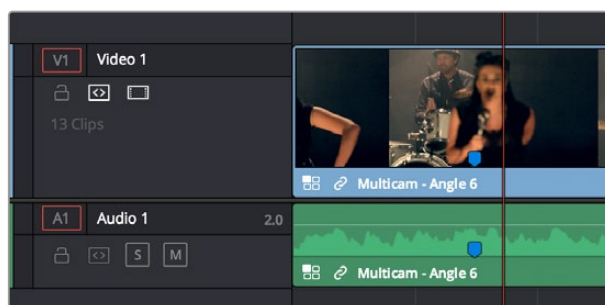 V1 Video 1
13 Clips
Multicam - Angle 6
A1 Audio 1 2.0
S M
Multicam - Angle 6